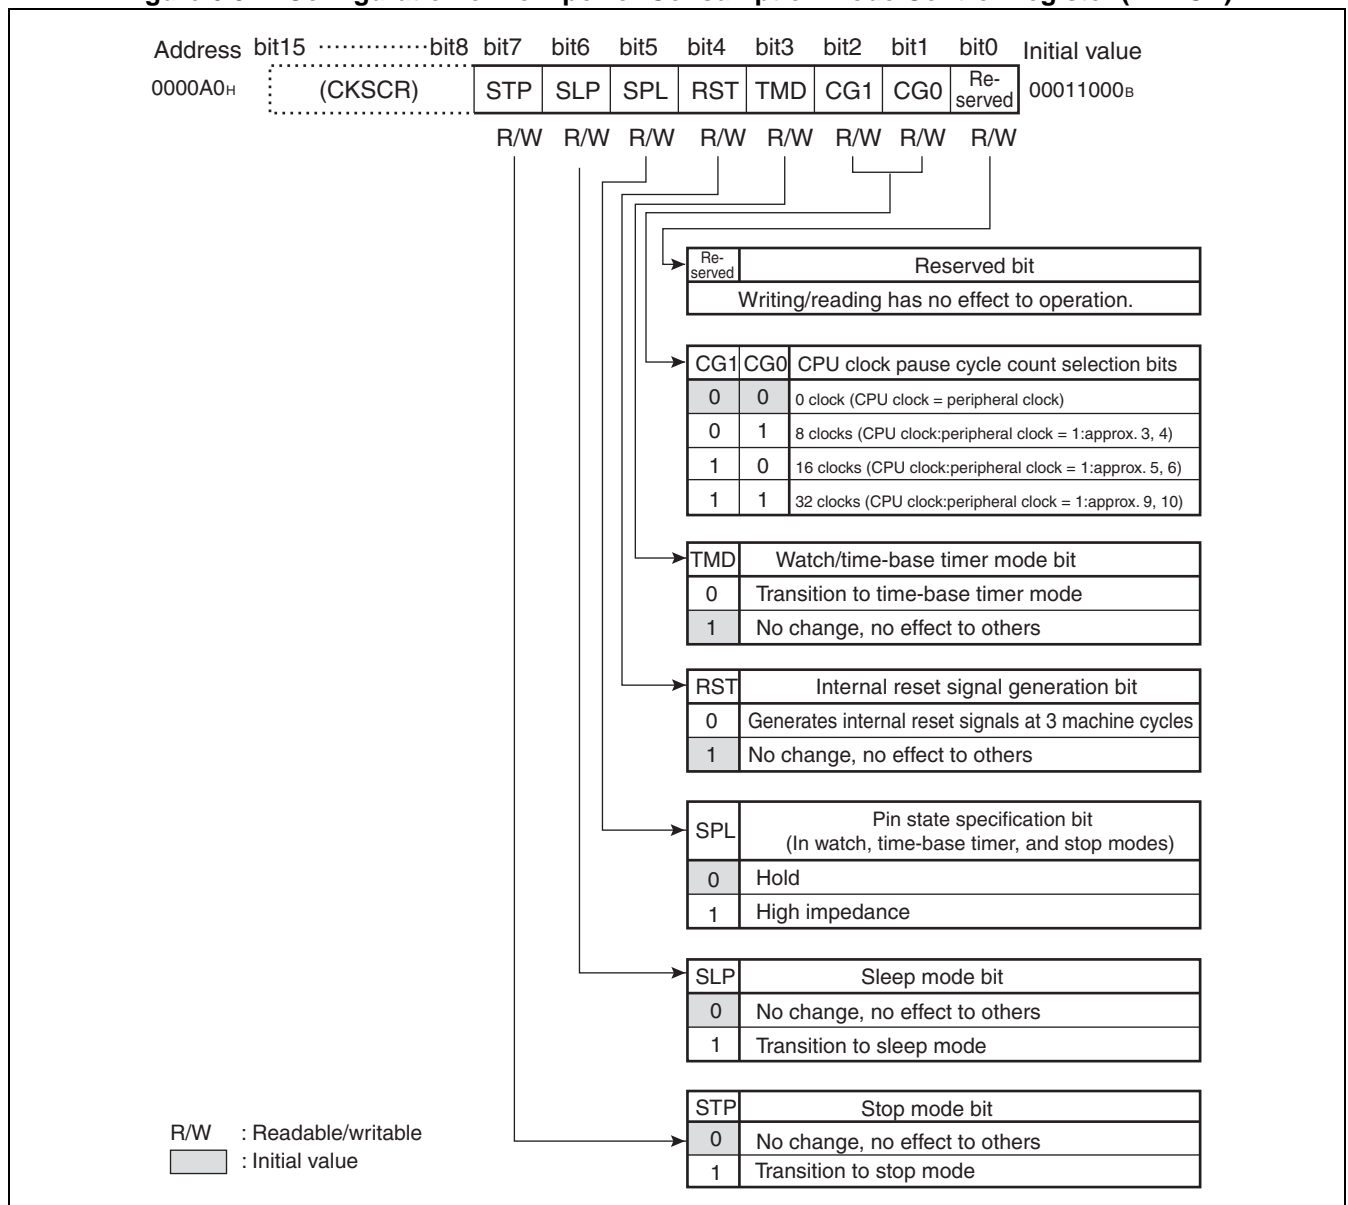 Address bit15 ·············· bit8 bit7 bit6 bit5 bit4 bit3 bit2 bit1 bit0 Initial value
0000A0H (CKSCR) STP SLP SPL RST TMD CG1 CG0 Re-served 00011000B
R/W R/W R/W R/W R/W R/W R/W R/W
Re-served Reserved bit
Writing/reading has no effect to operation.
CG1 CG0 CPU clock pause cycle count selection bits
0 0 0 clock (CPU clock = peripheral clock)
0 1 8 clocks (CPU clock:peripheral clock = 1:approx. 3, 4)
1 0 16 clocks (CPU clock:peripheral clock = 1:approx. 5, 6)
1 1 32 clocks (CPU clock:peripheral clock = 1:approx. 9, 10)
TMD Watch/time-base timer mode bit
0 Transition to time-base timer mode
1 No change, no effect to others
RST Internal reset signal generation bit
0 Generates internal reset signals at 3 machine cycles
1 No change, no effect to others
SPL Pin state specification bit
(In watch, time-base timer, and stop modes)
0 Hold
1 High impedance
SLP Sleep mode bit
0 No change, no effect to others
1 Transition to sleep mode
STP Stop mode bit
0 No change, no effect to others
1 Transition to stop mode
R/W : Readable/writable
: Initial value